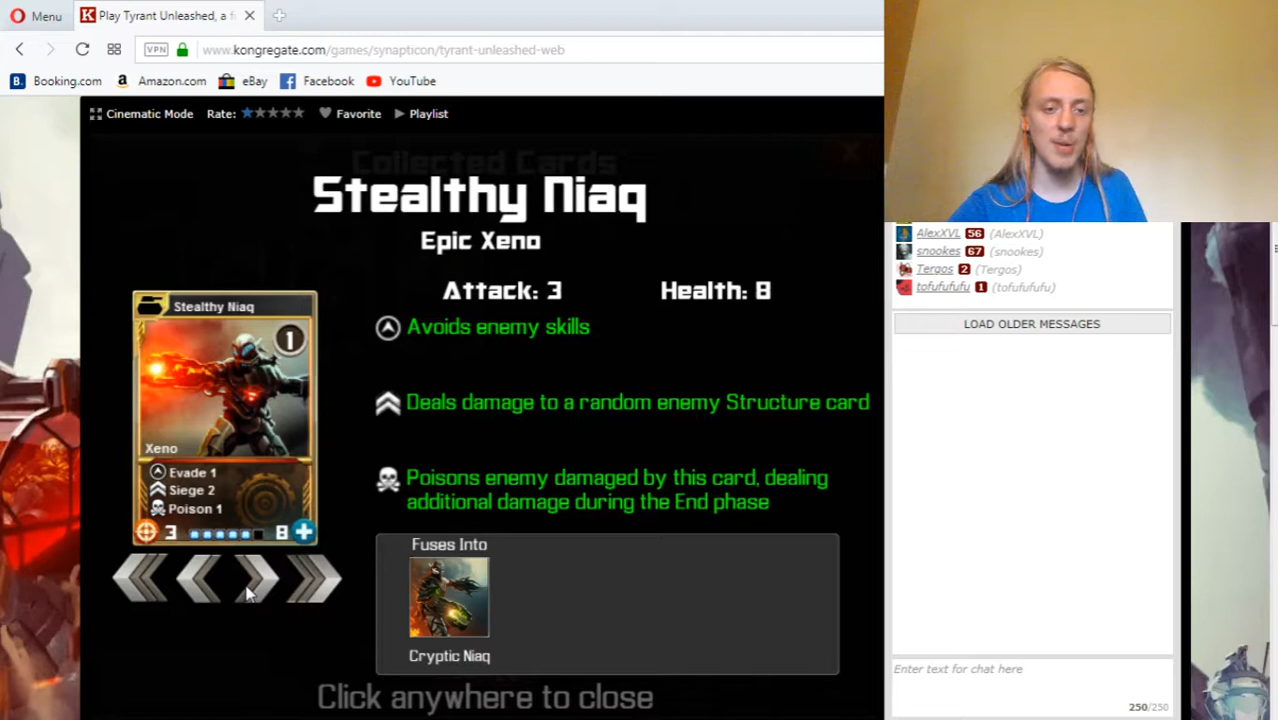 Menu
K Play Tyrant Unleashed, a f
VPN
www.kongregate.com/games/synapticon/tyrant-unleashed-web
B. Booking.com
a Amazon.com
eBay
Facebook
YouTube
Cinematic Mode
Rate:
Favorite
Playlist
Collected Cards
Stealthy Niaq
Epic Xeno
Attack: 3
Health: 8
Stealthy Niaq
1
Xeno
Evade 1
Siege 2
Poison 1
3
8
Avoids enemy skills
Deals damage to a random enemy Structure card
Poisons enemy damaged by this card, dealing
additional damage during the End phase
Fuses Into
Cryptic Niaq
Click anywhere to close
AlexXVL 56 (AlexXVL)
snookes 67 (snookes)
Tergos 2 (Tergos)
tofufufufu 1 (tofufufufu)
LOAD OLDER MESSAGES
Enter text for chat here
250/250